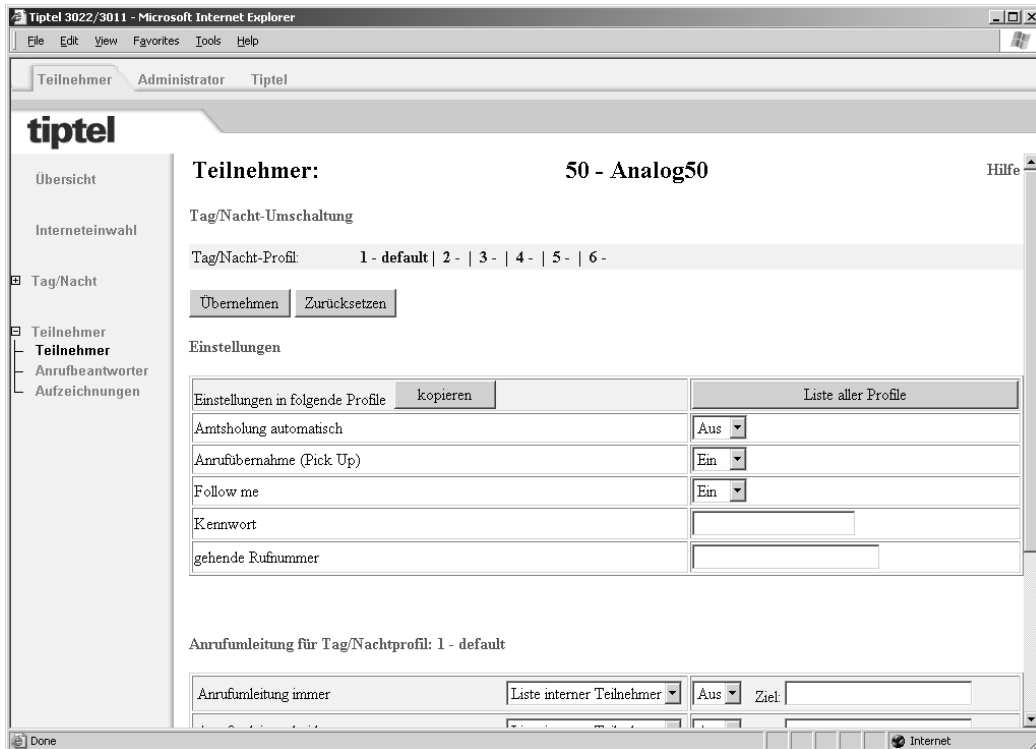 Tiptel 3022/3011 - Microsoft Internet Explorer
File Edit View Favorites Tools Help
Teilnehmer Administrator Tiptel
tiptel
Übersicht
Interneteinwahl
Tag/Nacht
Teilnehmer
Teilnehmer
Anrufbeantworter
Aufzeichnungen
Teilnehmer: 50 - Analog50 Hilfe
Tag/Nacht-Umschaltung
Tag/Nacht-Profil: 1 - default | 2 - | 3 - | 4 - | 5 - | 6 -
Übernehmen Zurücksetzen
Einstellungen
Einstellungen in folgende Profile kopieren Liste aller Profile
Amtsholung automatisch Aus
Anrufübernahme (Pick Up) Ein
Follow me Ein
Kennwort
gehende Rufnummer
Anrufumleitung für Tag/Nachtprofil: 1 - default
Anrufumleitung immer Liste interner Teilnehmer Aus Ziel:
Done Internet